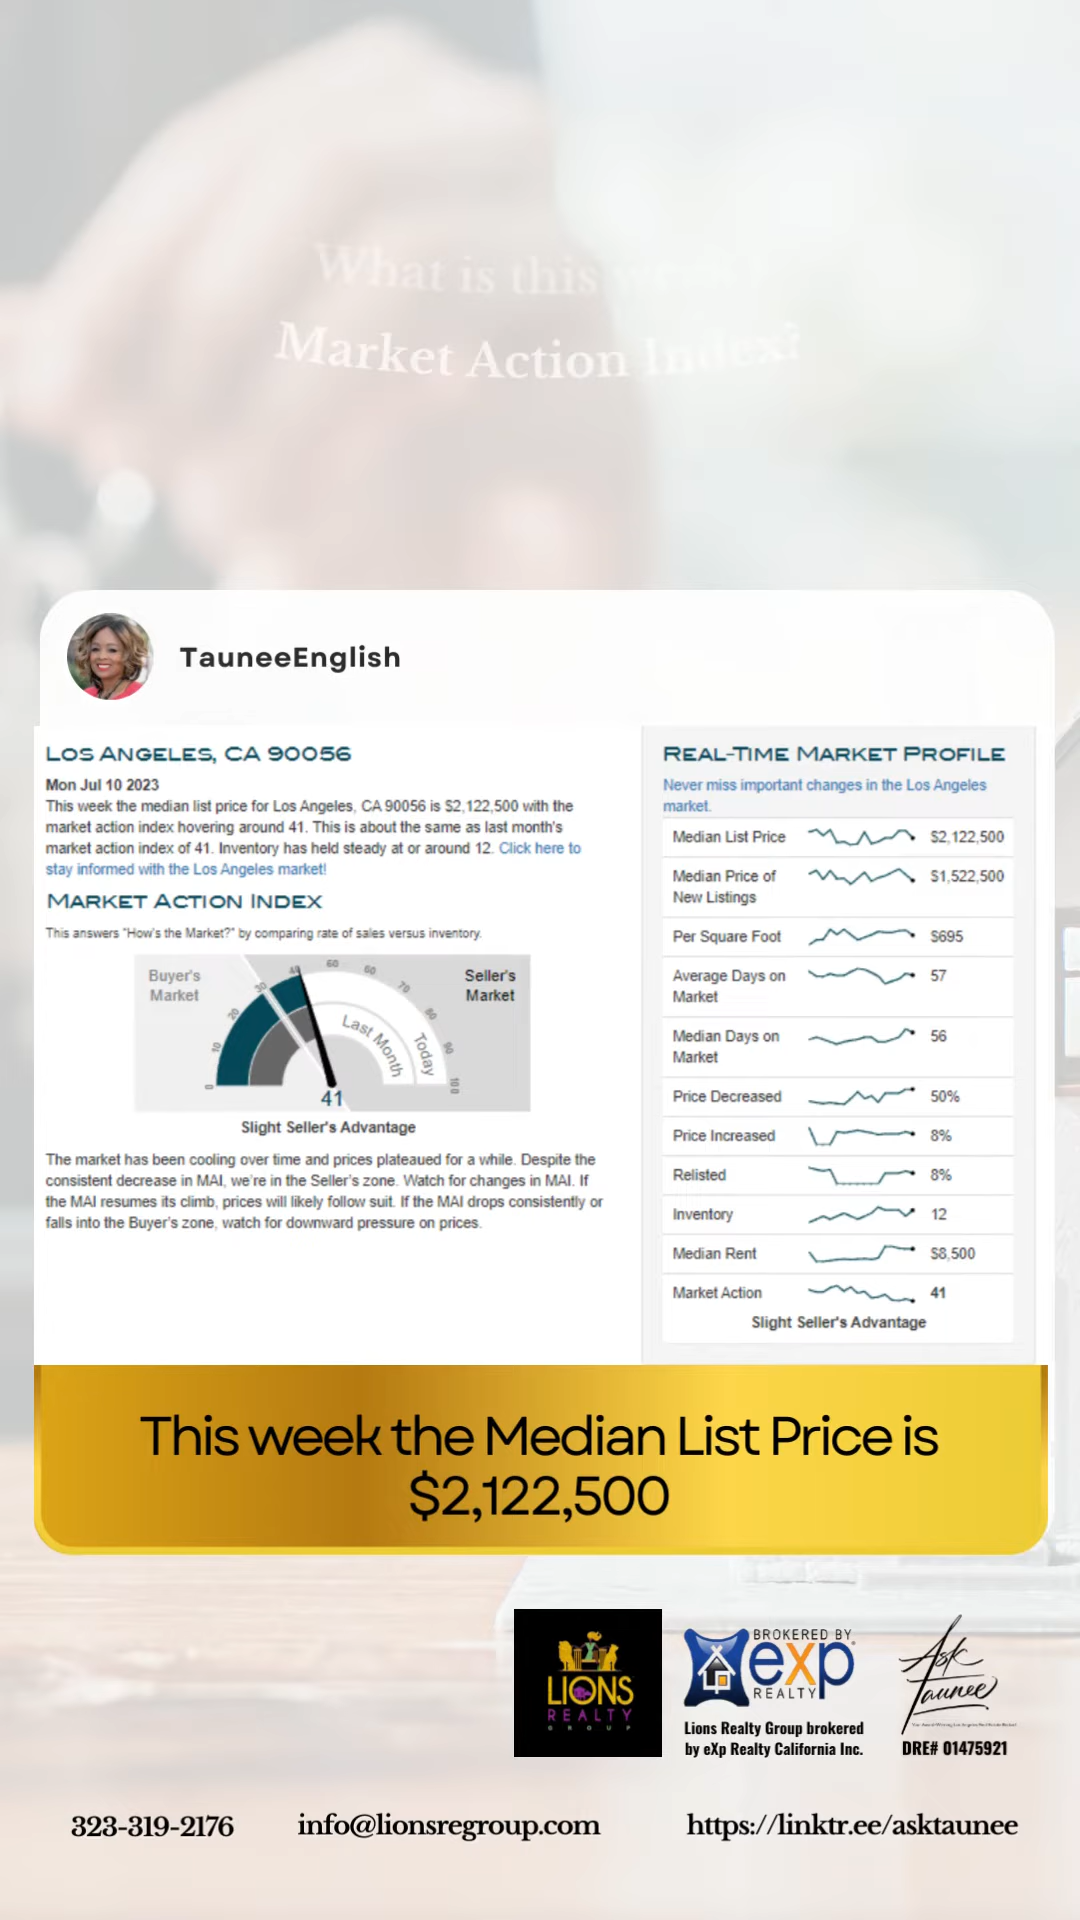 What is this week's
Market Action Index?
TauneeEnglish
LOS ANGELES, CA 90056
Mon Jul 10 2023
This week the median list price for Los Angeles, CA 90056 is $2,122,500 with the
market action index hovering around 41. This is about the same as last month's
market action index of 41. Inventory has held steady at or around 12. Click here to
stay informed with the Los Angeles market!
MARKET ACTION INDEX
This answers "How's the Market?" by comparing rate of sales versus inventory.
Buyer's
Market
Seller's
Market
0
10
20
30
40
60
60
70
80
90
100
Last Month
Today
41
Slight Seller's Advantage
The market has been cooling over time and prices plateaued for a while. Despite the
consistent decrease in MAI, we're in the Seller's zone. Watch for changes in MAI. If
the MAI resumes its climb, prices will likely follow suit. If the MAI drops consistently or
falls into the Buyer's zone, watch for downward pressure on prices.
REAL-TIME MARKET PROFILE
Never miss important changes in the Los Angeles
market.
Median List Price $2,122,500
Median Price of
New Listings $1,522,500
Per Square Foot $695
Average Days on
Market 57
Median Days on
Market 56
Price Decreased 50%
Price Increased 8%
Relisted 8%
Inventory 12
Median Rent $8,500
Market Action 41
Slight Seller's Advantage
This week the Median List Price is
$2,122,500
LIONS
REALTY
GROUP
BROKERED BY
eXp
REALTY
Lions Realty Group brokered
by eXp Realty California Inc.
Ask
Taunee
DRE# 01475921
323-319-2176
info@lionsregroup.com
https://linktr.ee/asktaunee